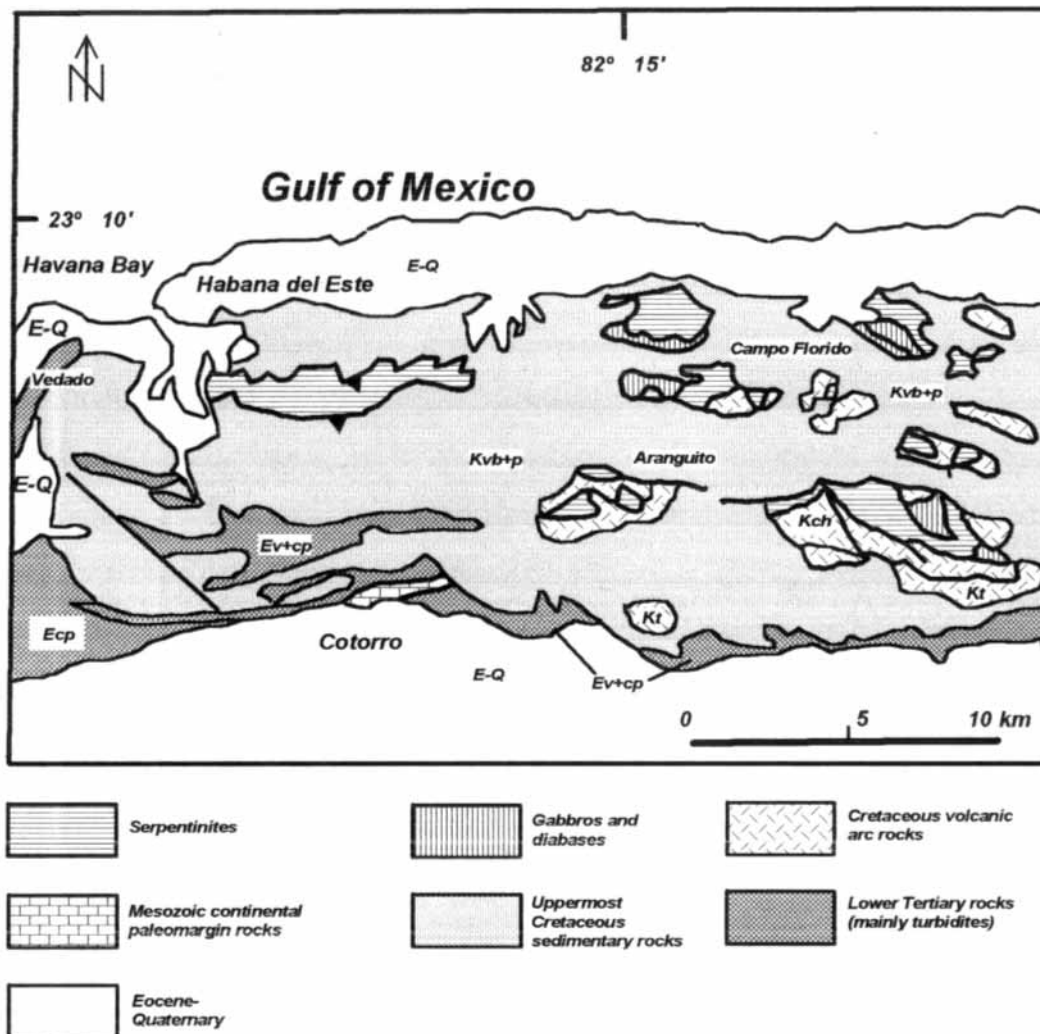 N
82º 15'
Gulf of Mexico
23º 10'
Havana Bay
E-Q
Habana del Este
E-Q
Vedado
Campo Florido
Kvb+p
Kvb+p
Aranguito
E-Q
Kch
Ev+cp
Kt
Kt
Ecp
Cotorro
E-Q
Ev+cp
0 5 10 km
Serpentinites
Gabbros and
diabases
Cretaceous volcanic
arc rocks
Mesozoic continental
paleomargin rocks
Uppermost
Cretaceous
sedimentary rocks
Lower Tertiary rocks
(mainly turbidites)
Eocene-
Quaternary